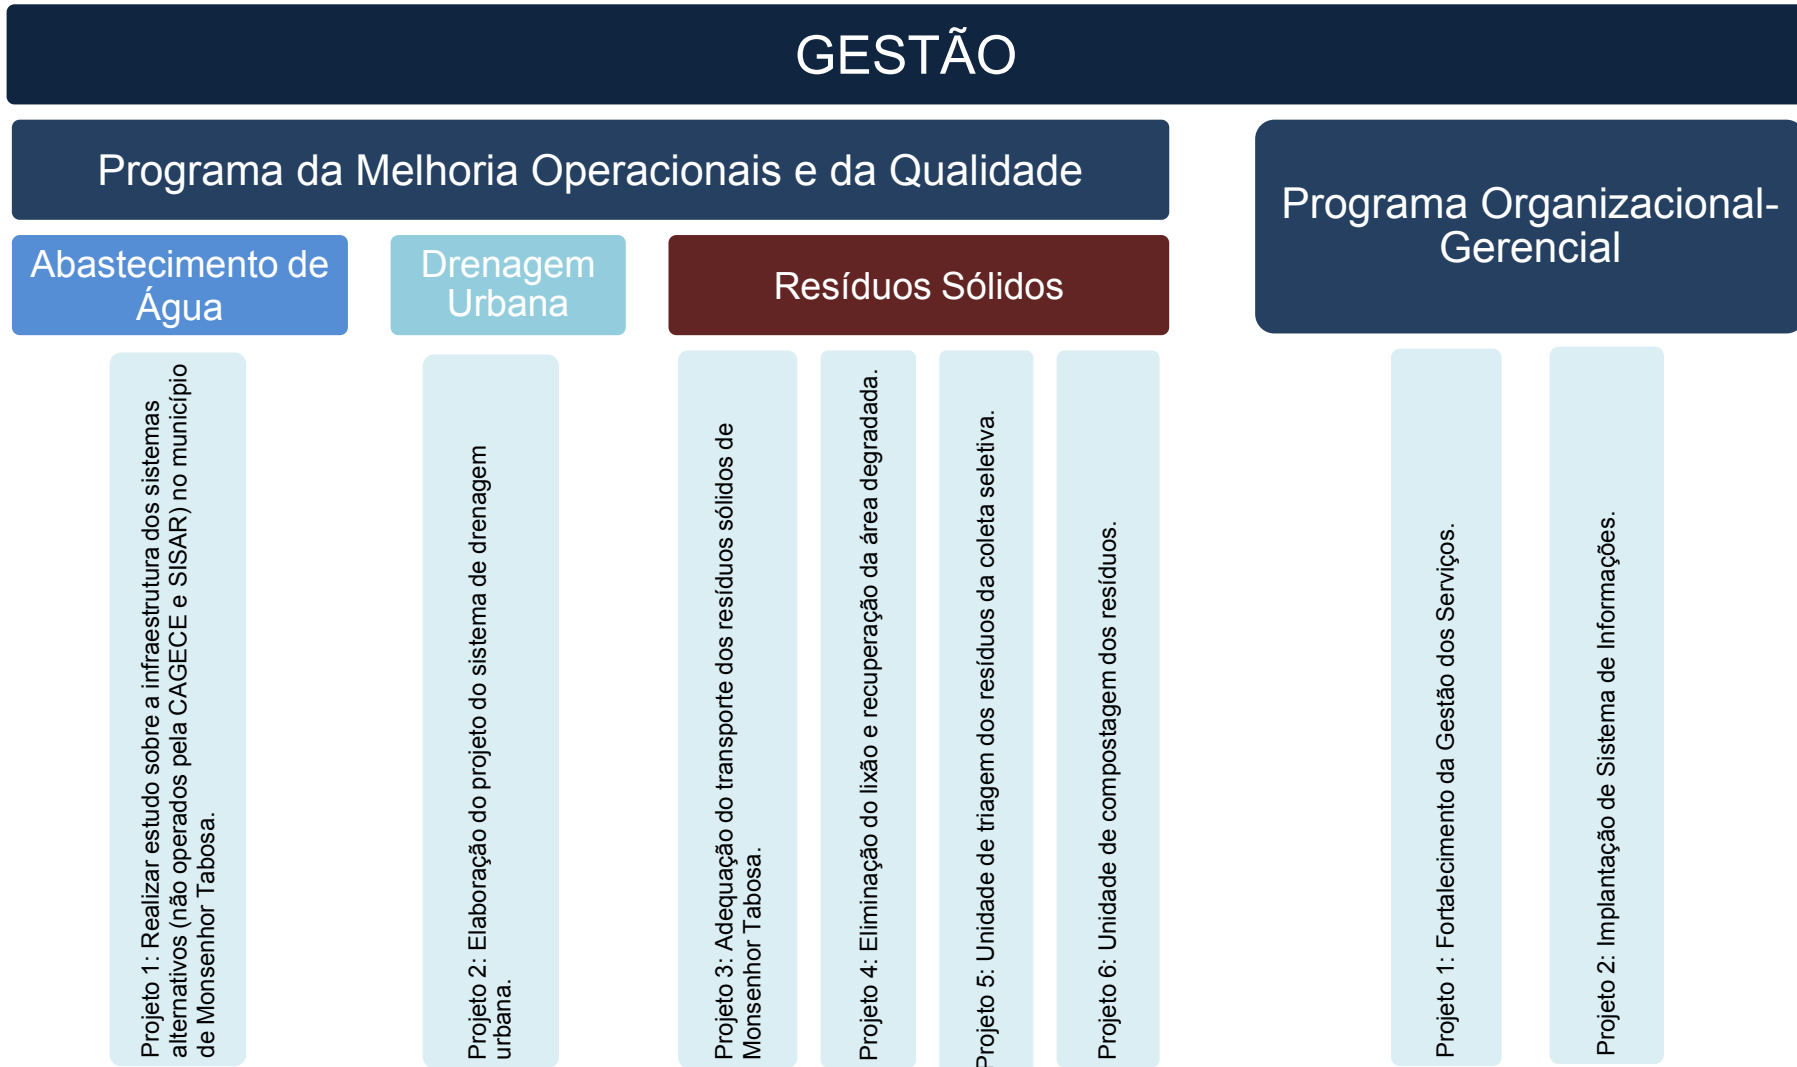 GESTÃO
Programa da Melhoria Operacionais e da Qualidade
Programa Organizacional-
Gerencial
Abastecimento de
Água
Drenagem
Urbana
Resíduos Sólidos
Projeto 1: Realizar estudo sobre a infraestrutura dos sistemas
alternativos (não operados pela CAGECE e SISAR) no município
de Monsenhor Tabosa.
Projeto 2: Elaboração do projeto do sistema de drenagem
urbana.
Projeto 3: Adequação do transporte dos resíduos sólidos de
Monsenhor Tabosa.
Projeto 4: Eliminação do lixão e recuperação da área degradada.
Projeto 5: Unidade de triagem dos resíduos da coleta seletiva.
Projeto 6: Unidade de compostagem dos resíduos.
Projeto 1: Fortalecimento da Gestão dos Serviços.
Projeto 2: Implantação de Sistema de Informações.